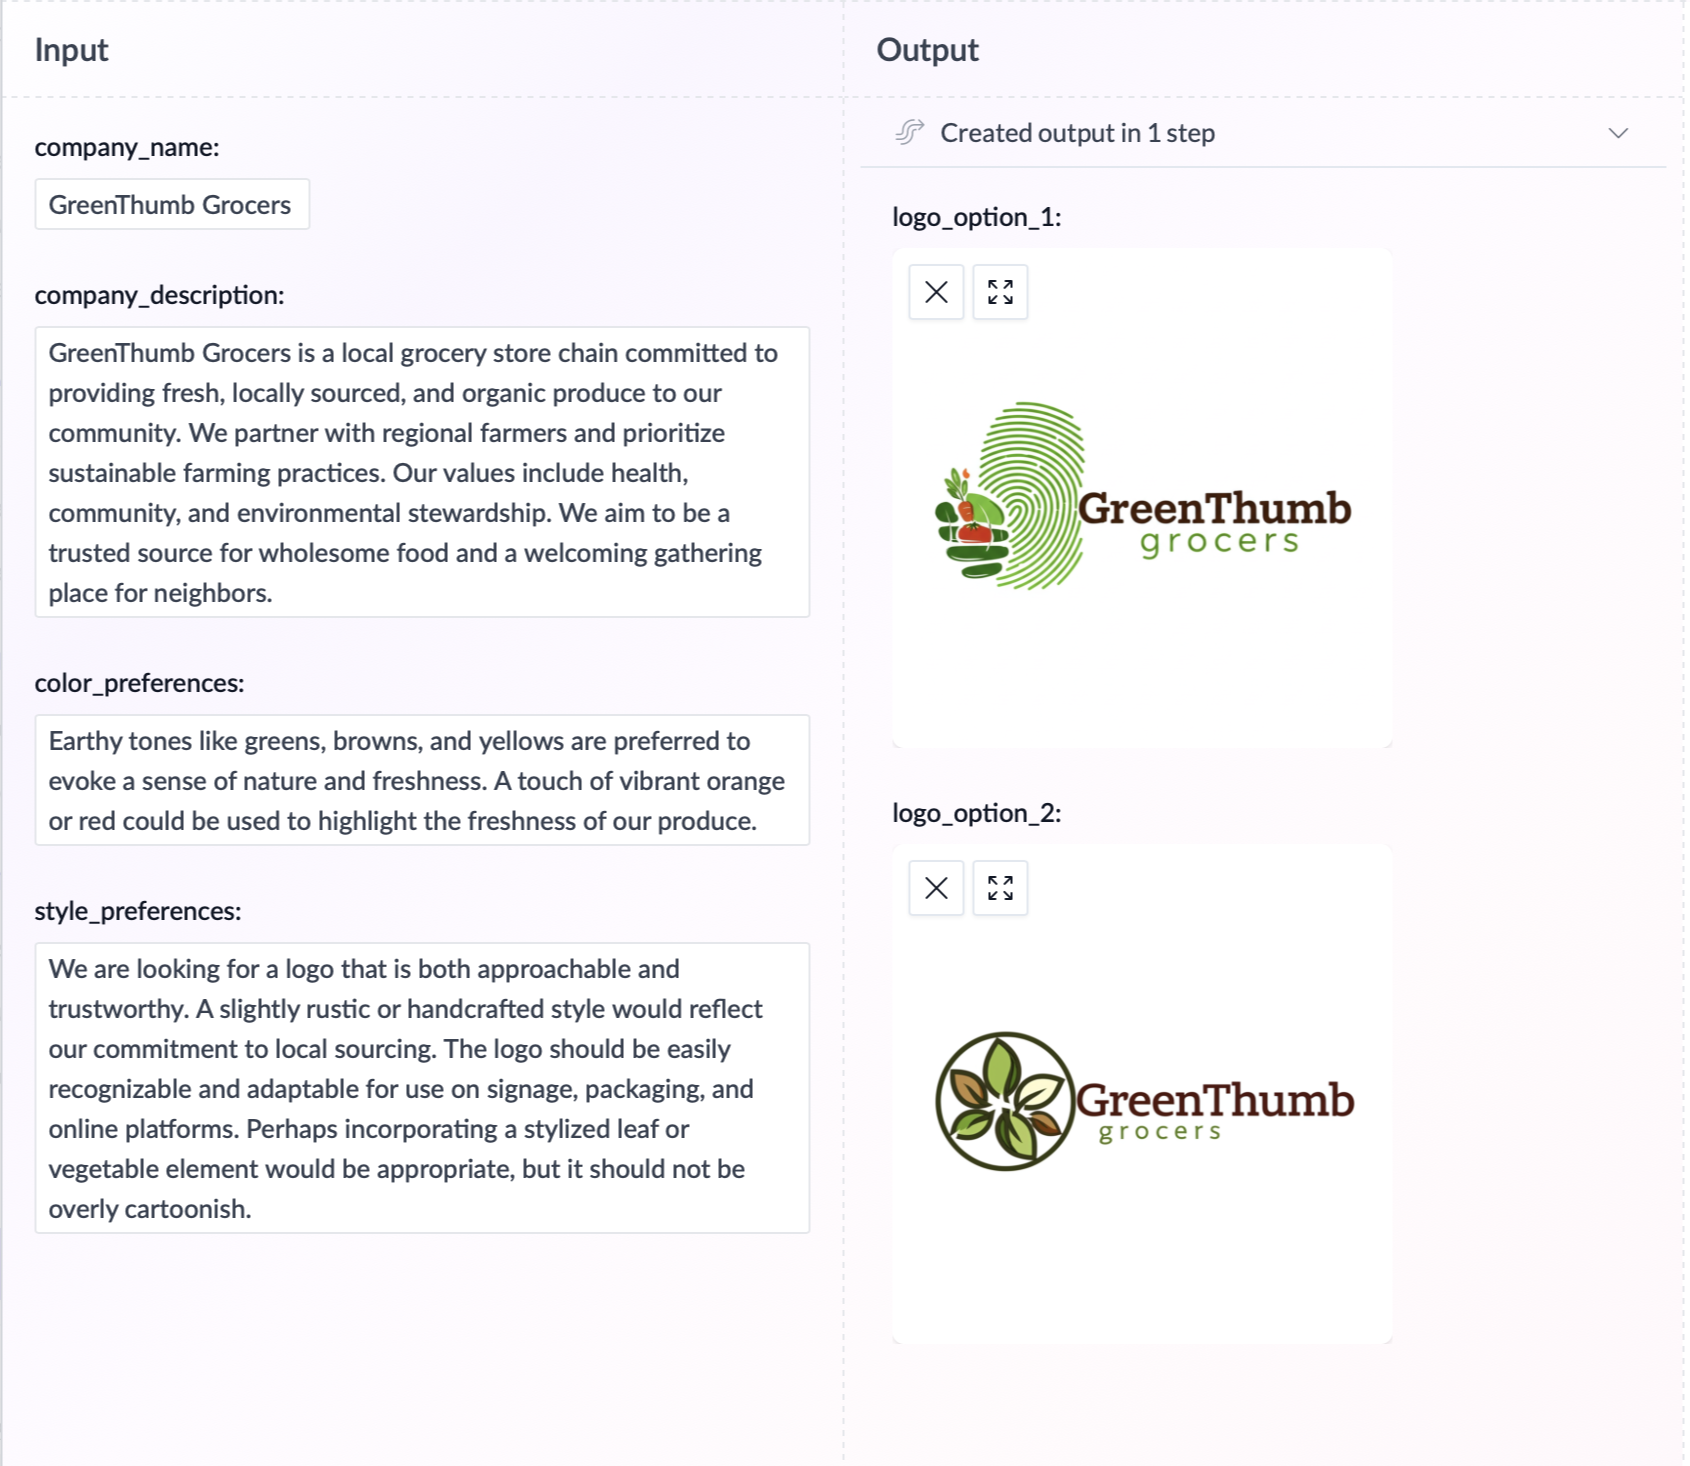 Input
company_name:
GreenThumb Grocers
company_description:
GreenThumb Grocers is a local grocery store chain committed to
providing fresh, locally sourced, and organic produce to our
community. We partner with regional farmers and prioritize
sustainable farming practices. Our values include health,
community, and environmental stewardship. We aim to be a
trusted source for wholesome food and a welcoming gathering
place for neighbors.
color_preferences:
Earthy tones like greens, browns, and yellows are preferred to
evoke a sense of nature and freshness. A touch of vibrant orange
or red could be used to highlight the freshness of our produce.
style_preferences:
We are looking for a logo that is both approachable and
trustworthy. A slightly rustic or handcrafted style would reflect
our commitment to local sourcing. The logo should be easily
recognizable and adaptable for use on signage, packaging, and
online platforms. Perhaps incorporating a stylized leaf or
vegetable element would be appropriate, but it should not be
overly cartoonish.
Output
Created output in 1 step
logo_option_1:
GreenThumb
grocers
logo_option_2:
GreenThumb
grocers